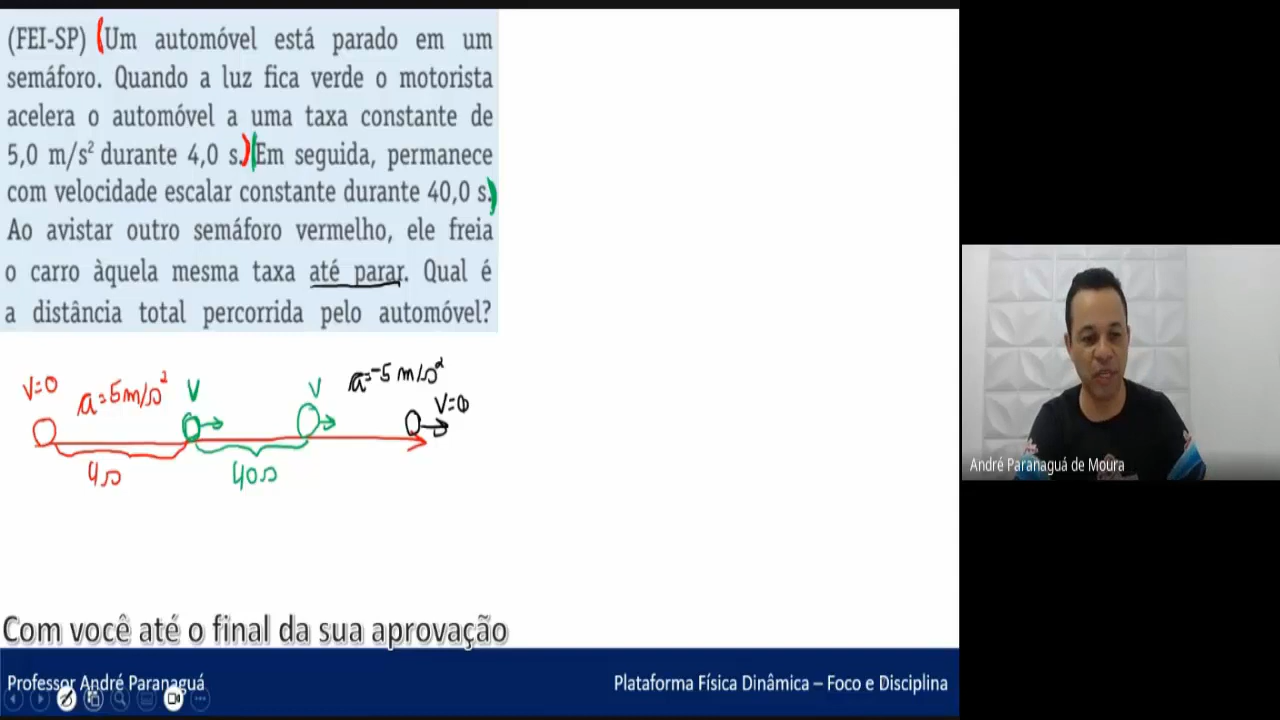 (FEI-SP) (Um automóvel está parado em um
semáforo. Quando a luz fica verde o motorista
acelera o automóvel a uma taxa constante de
5,0 m/s² durante 4,0 s.)(Em seguida, permanece
com velocidade escalar constante durante 40,0 s.)
Ao avistar outro semáforo vermelho, ele freia
o carro àquela mesma taxa até parar. Qual é
a distância total percorrida pelo automóvel?
V=0 a=5m/s² V V a=-5m/s² V=0
4s 40s
André Paranaguá de Moura
Com você até o final da sua aprovação
Professor André Paranaguá
Plataforma Física Dinâmica – Foco e Disciplina